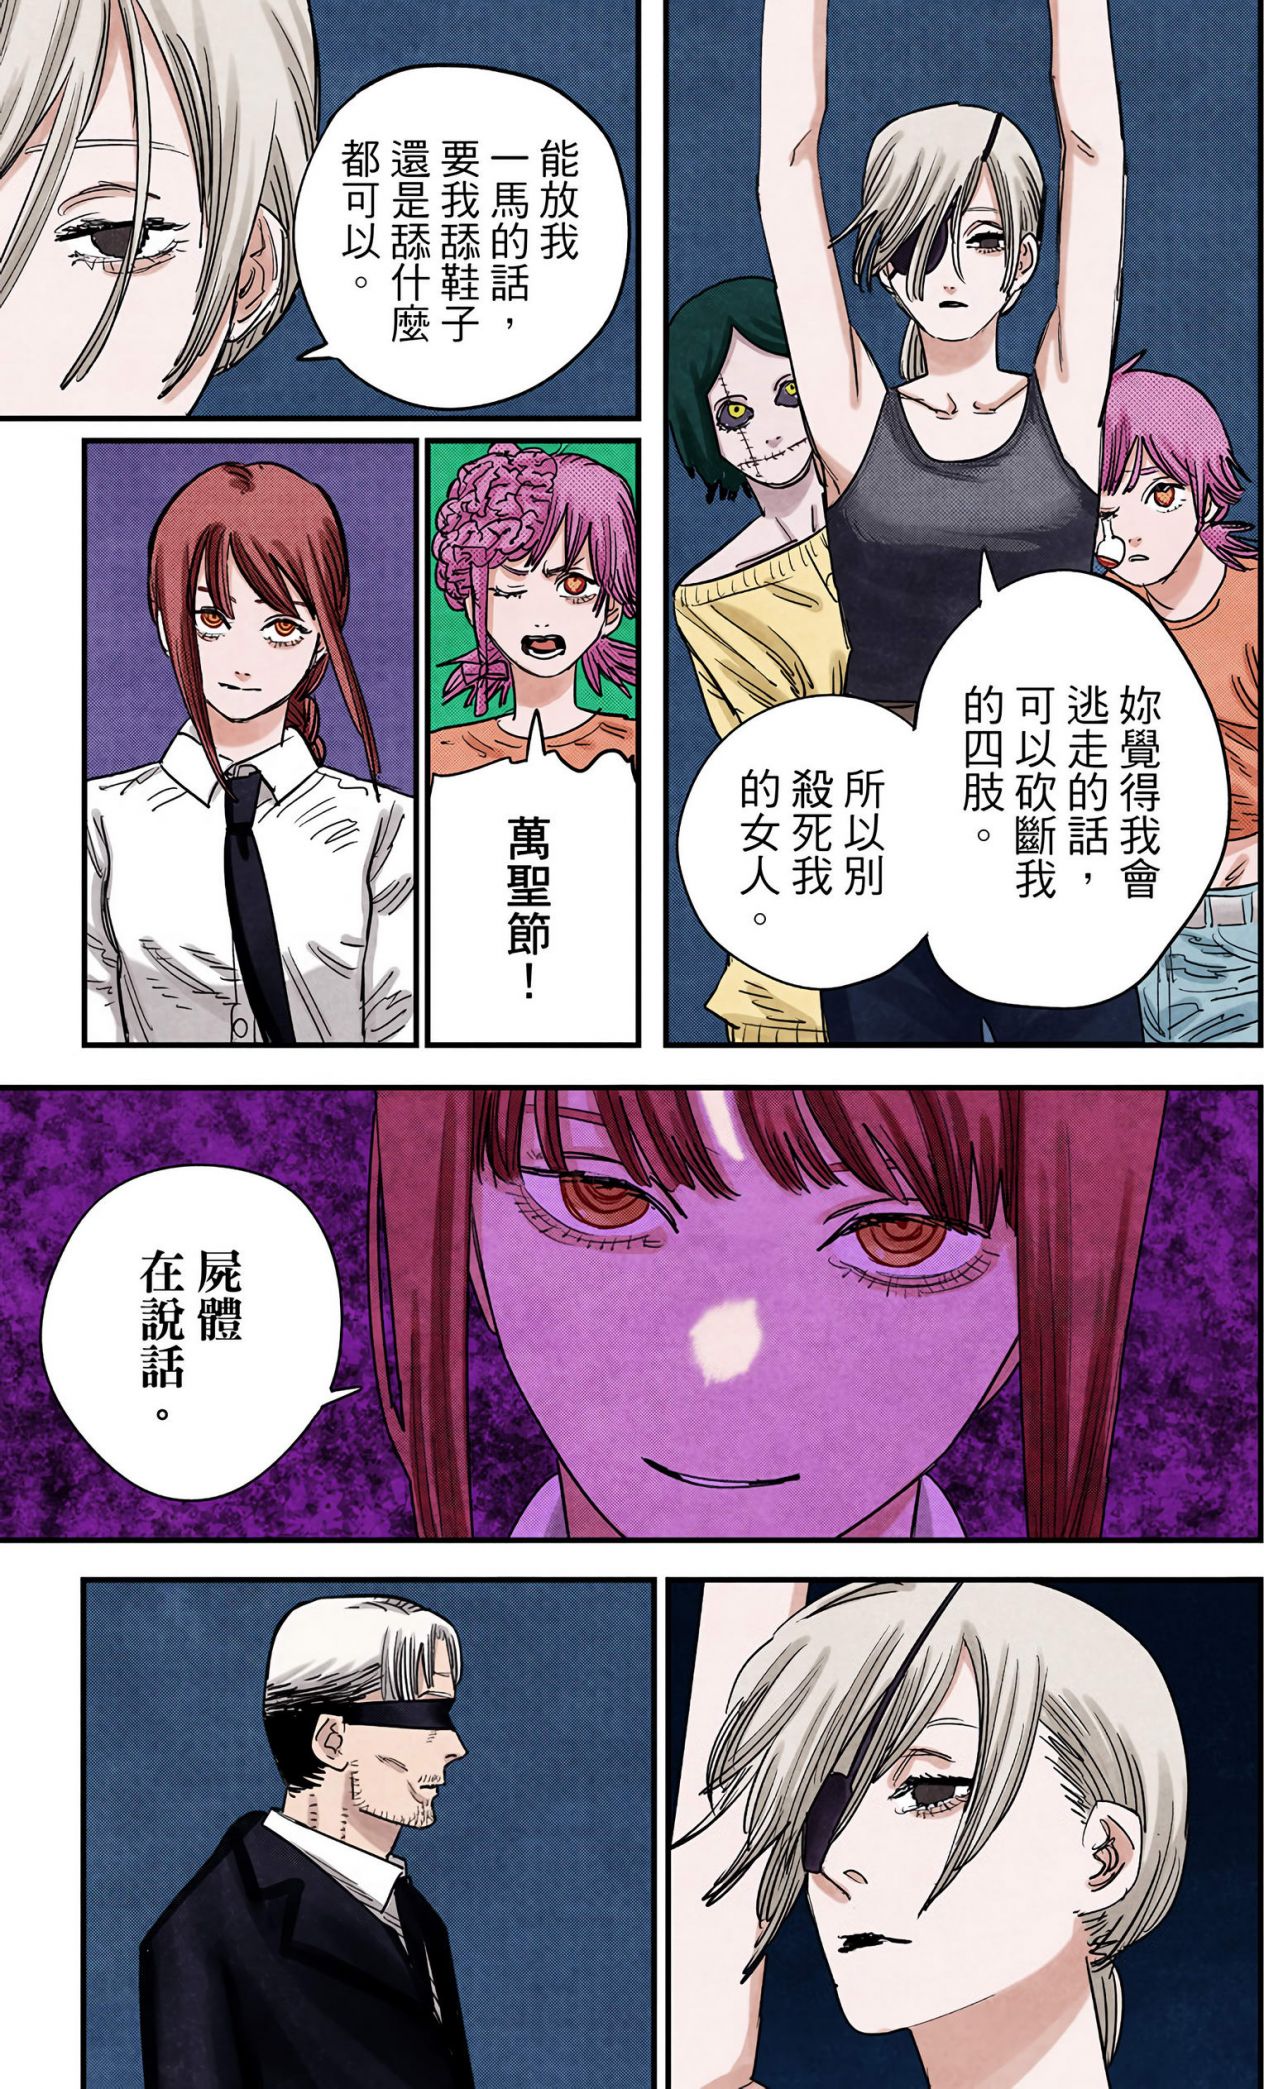 妳覺得我會
逃走的話，
可以砍斷我
的四肢。
所以別
殺死我
的女人。
能放我
一馬的話，
要我舔鞋子
還是舔什麼
都可以。
萬聖節！
屍體
在說話。